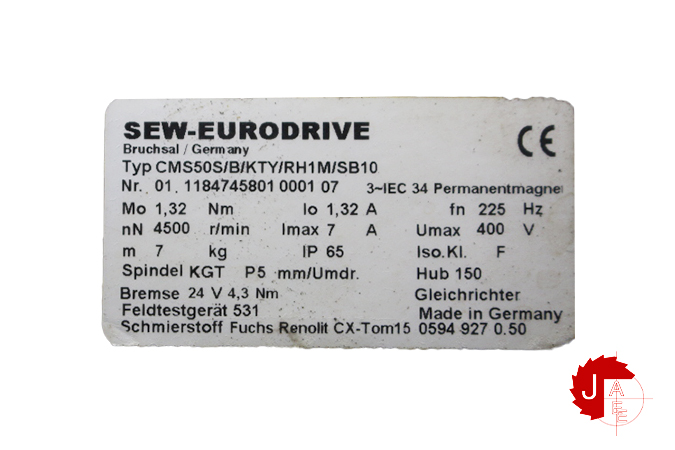 SEW-EURODRIVE
Bruchsal / Germany
Typ CMS50S/B/KTY/RH1M/SB10
Nr. 01. 1184745801 0001 07 3~IEC 34 Permanentmagne
Mo 1,32 Nm Io 1,32 A fn 225 Hz
nN 4500 r/min Imax 7 A Umax 400 V
m 7 kg IP 65 Iso.Kl. F
Spindel KGT P5 mm/Umdr. Hub 150
Bremse 24 V 4,3 Nm Gleichrichter
Feldtestgerät 531 Made in Germany
Schmierstoff Fuchs Renolit CX-Tom15 0594 927 0.50
CE
JAEE